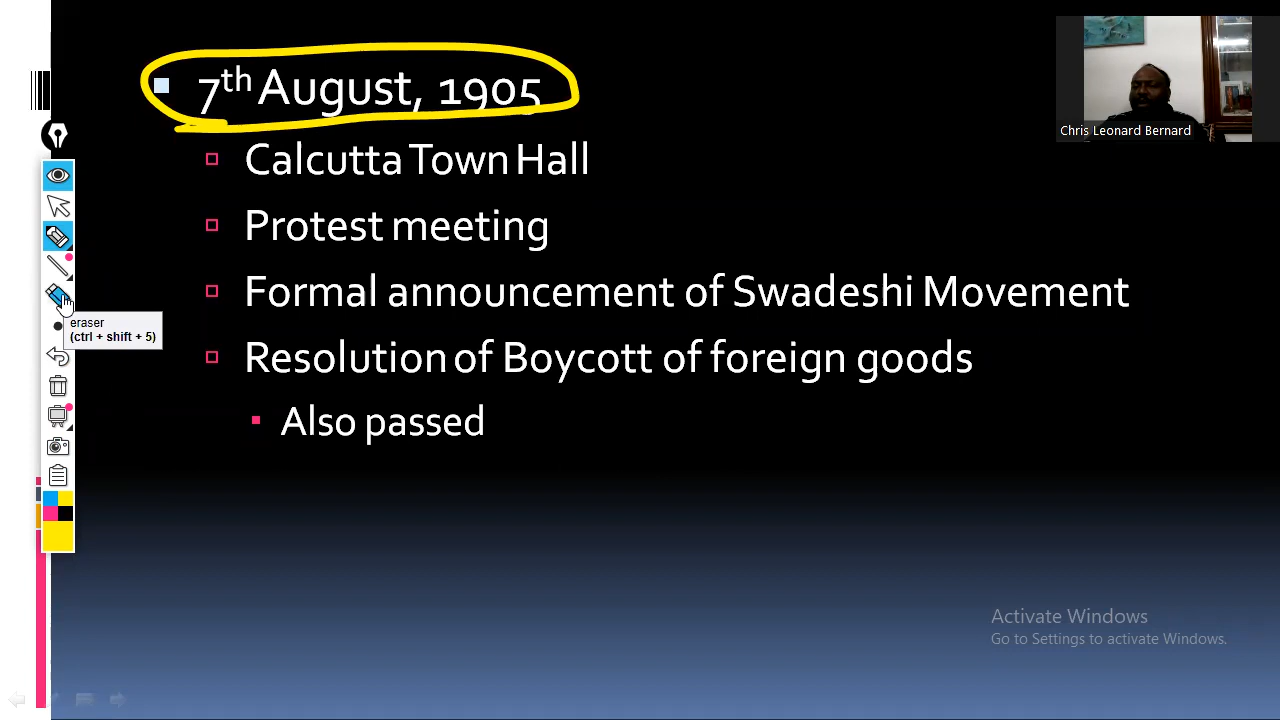 7th August, 1905
Chris Leonard Bernard
Calcutta Town Hall
Protest meeting
Formal announcement of Swadeshi Movement
eraser
(ctrl + shift + 5)
Resolution of Boycott of foreign goods
Also passed
Activate Windows
Go to Settings to activate Windows.